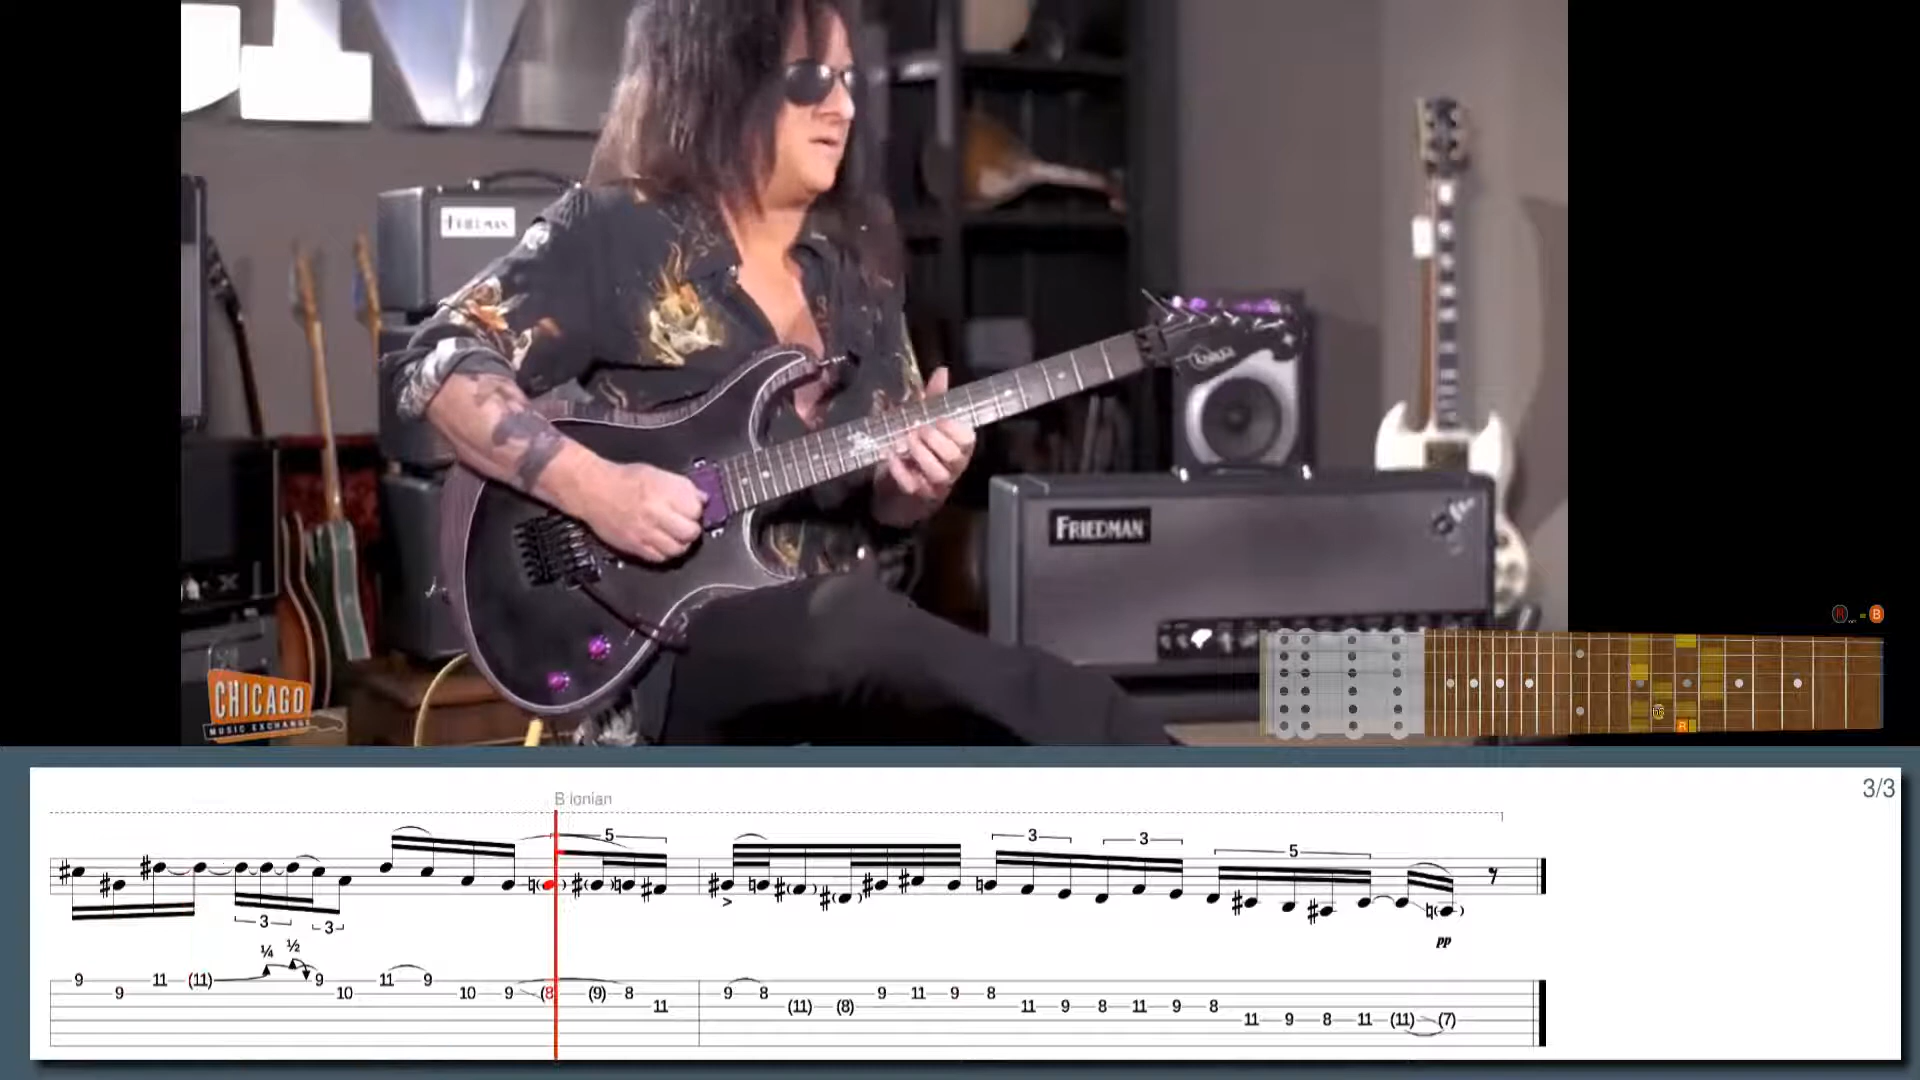 FRIEDMAN
FRIEDMAN
CHICAGO
MUSIC EXCHANGE
B
3/3
B Ionian
5
3
3
5
3
3
¼
½
>
pp
9 9 11 (11) 9 10 11 9 10 9 (8) (9) 8 11 9 8 (11) (8) 9 11 9 8 11 9 8 11 9 8 11 9 8 11 (11) (7)